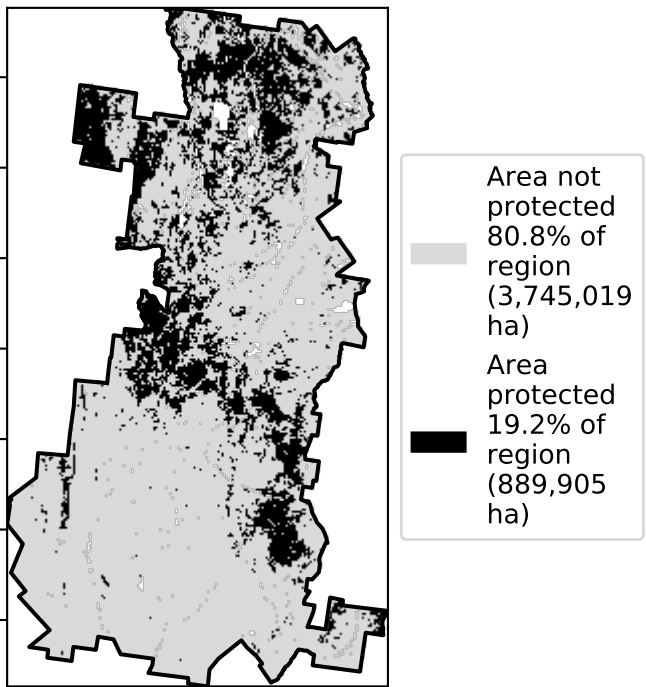 Area not
protected
80.8% of
region
(3,745,019
ha)
Area
protected
19.2% of
region
(889,905
ha)